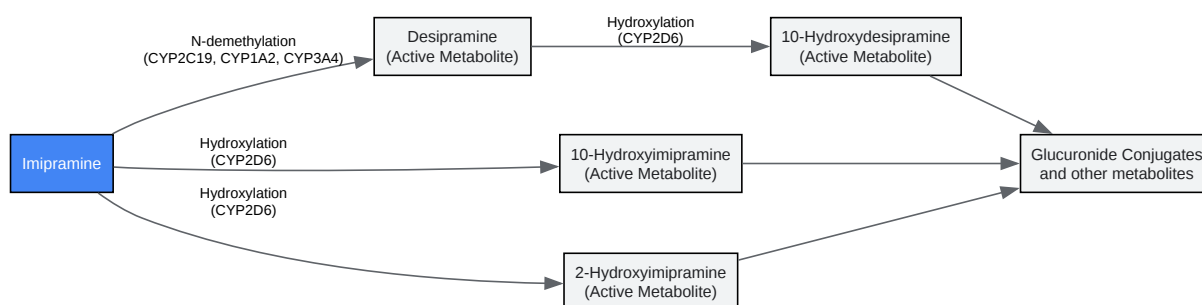 N-demethylation
(CYP2C19, CYP1A2, CYP3A4)
Desipramine
(Active Metabolite)
Hydroxylation
(CYP2D6)
10-Hydroxydesipramine
(Active Metabolite)
Imipramine
Hydroxylation
(CYP2D6)
10-Hydroxyimipramine
(Active Metabolite)
Glucuronide Conjugates
and other metabolites
Hydroxylation
(CYP2D6)
2-Hydroxyimipramine
(Active Metabolite)